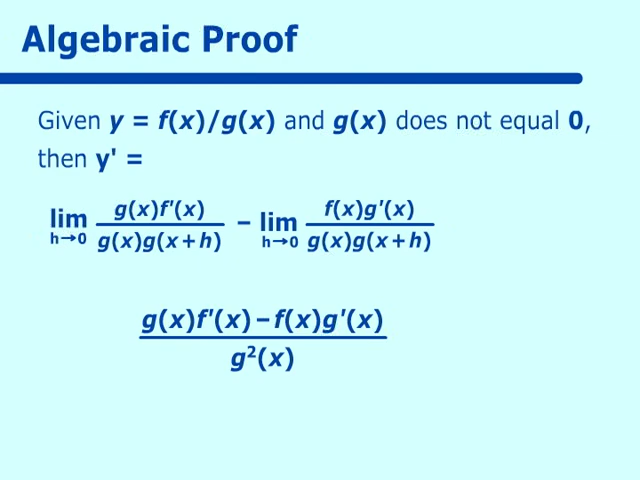 Algebraic Proof
Given y = f(x)/g(x) and g(x) does not equal 0,
then y' =
lim h→0 g(x)f'(x) / g(x)g(x+h) − lim h→0 f(x)g'(x) / g(x)g(x+h)
g(x)f'(x) − f(x)g'(x)
g²(x)